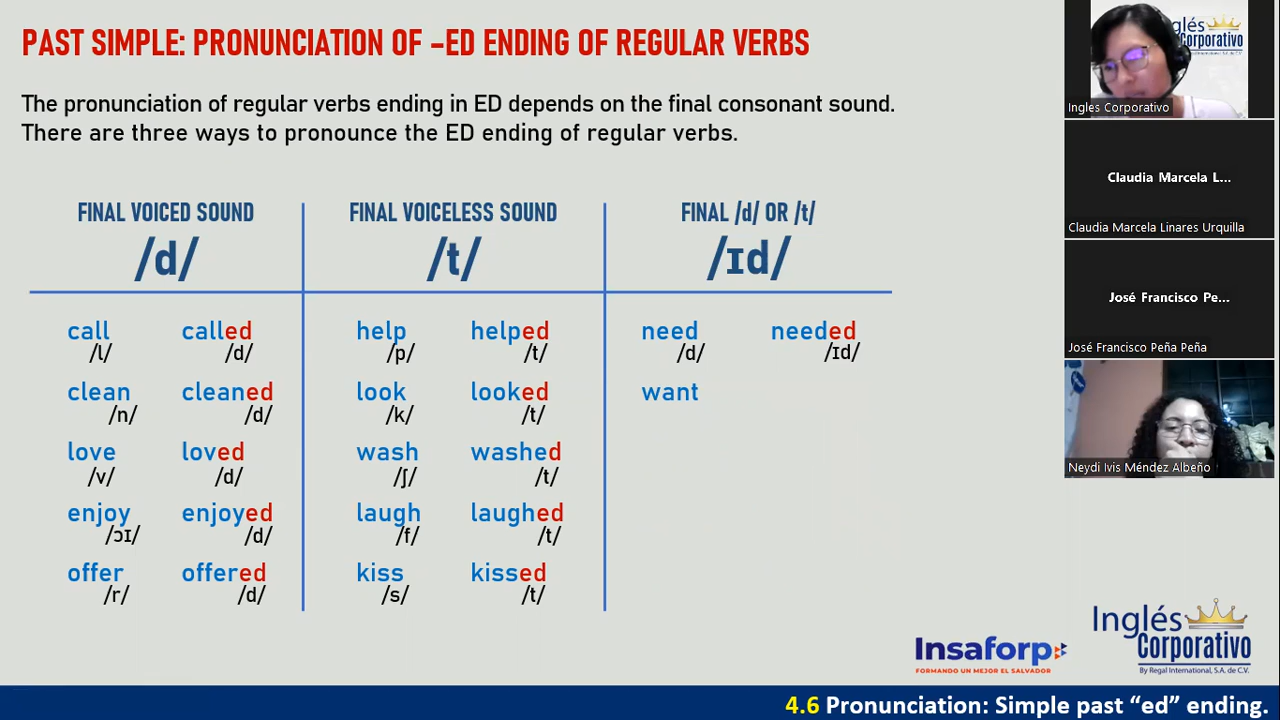 PAST SIMPLE: PRONUNCIATION OF –ED ENDING OF REGULAR VERBS
The pronunciation of regular verbs ending in ED depends on the final consonant sound.
There are three ways to pronounce the ED ending of regular verbs.
FINAL VOICED SOUND
/d/
call called
/l/ /d/
clean cleaned
/n/ /d/
love loved
/v/ /d/
enjoy enjoyed
/ɔɪ/ /d/
offer offered
/r/ /d/
FINAL VOICELESS SOUND
/t/
help helped
/p/ /t/
look looked
/k/ /t/
wash washed
/ʃ/ /t/
laugh laughed
/f/ /t/
kiss kissed
/s/ /t/
FINAL /d/ OR /t/
/ɪd/
need needed
/d/ /ɪd/
want
Ingles Corporativo
Claudia Marcela L...
Claudia Marcela Linares Urquilla
José Francisco Pe...
José Francisco Peña Peña
Neydi Ivis Méndez Albeño
Insaforp
FORMANDO UN MEJOR EL SALVADOR
Inglés
Corporativo
By Regal International, S.A. de C.V.
4.6 Pronunciation: Simple past “ed” ending.